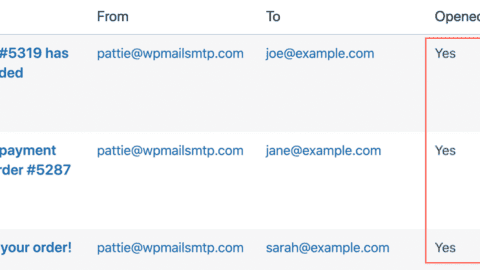 From To Opened
#5319 has pattie@wpmailsmtp.com joe@example.com Yes
ded
payment pattie@wpmailsmtp.com jane@example.com Yes
rder #5287
your order! pattie@wpmailsmtp.com sarah@example.com Yes